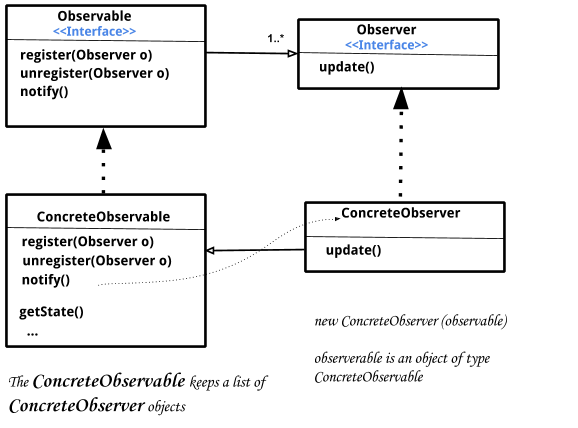 Observable
<<Interface>>
register(Observer o)
unregister(Observer o)
notify()
1..*
Observer
<<Interface>>
update()
ConcreteObservable
register(Observer o)
unregister(Observer o)
notify()
getState()
...
ConcreteObserver
update()
new ConcreteObserver (observable)
observerable is an object of type
ConcreteObservable
The ConcreteObservable keeps a list of
ConcreteObserver objects